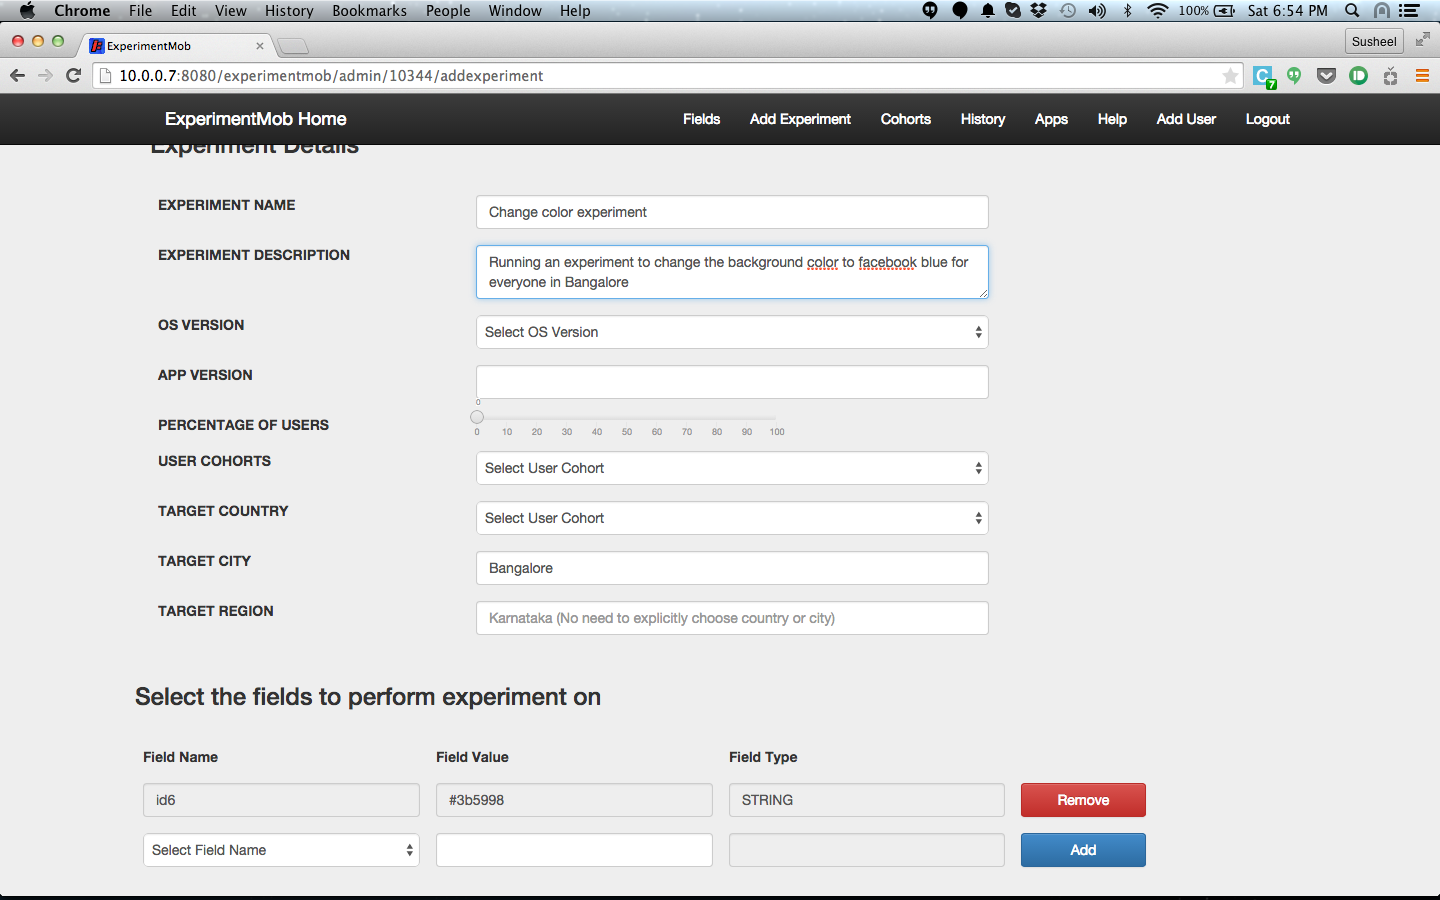 Chrome File Edit View History Bookmarks People Window Help 100% Sat 6:54 PM
ExperimentMob Susheel
10.0.0.7:8080/experimentmob/admin/10344/addexperiment C 7
ExperimentMob Home Fields Add Experiment Cohorts History Apps Help Add User Logout
Experiment Details
EXPERIMENT NAME Change color experiment
EXPERIMENT DESCRIPTION Running an experiment to change the background color to facebook blue for
everyone in Bangalore
OS VERSION Select OS Version
APP VERSION
0
PERCENTAGE OF USERS 0 10 20 30 40 50 60 70 80 90 100
USER COHORTS Select User Cohort
TARGET COUNTRY Select User Cohort
TARGET CITY Bangalore
TARGET REGION Karnataka (No need to explicitly choose country or city)
Select the fields to perform experiment on
Field Name Field Value Field Type
id6 #3b5998 STRING Remove
Select Field Name Add